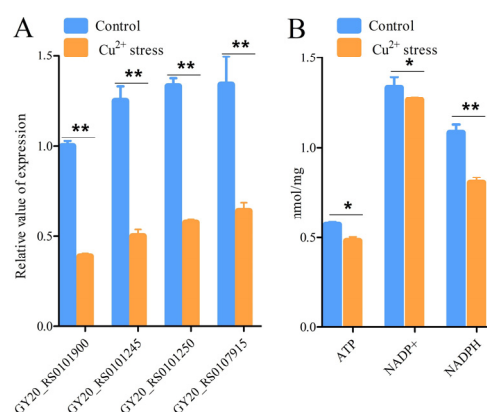 A
Control
Cu²⁺ stress
Relative value of expression
1.5
1.0
0.5
0.0
**
**
**
**
GY20_RS0101900
GY20_RS0101245
GY20_RS0101250
GY20_RS0107915
B
Control
Cu²⁺ stress
nmol/mg
1.5
1.0
0.5
0.0
*
*
**
ATP
NADP+
NADPH